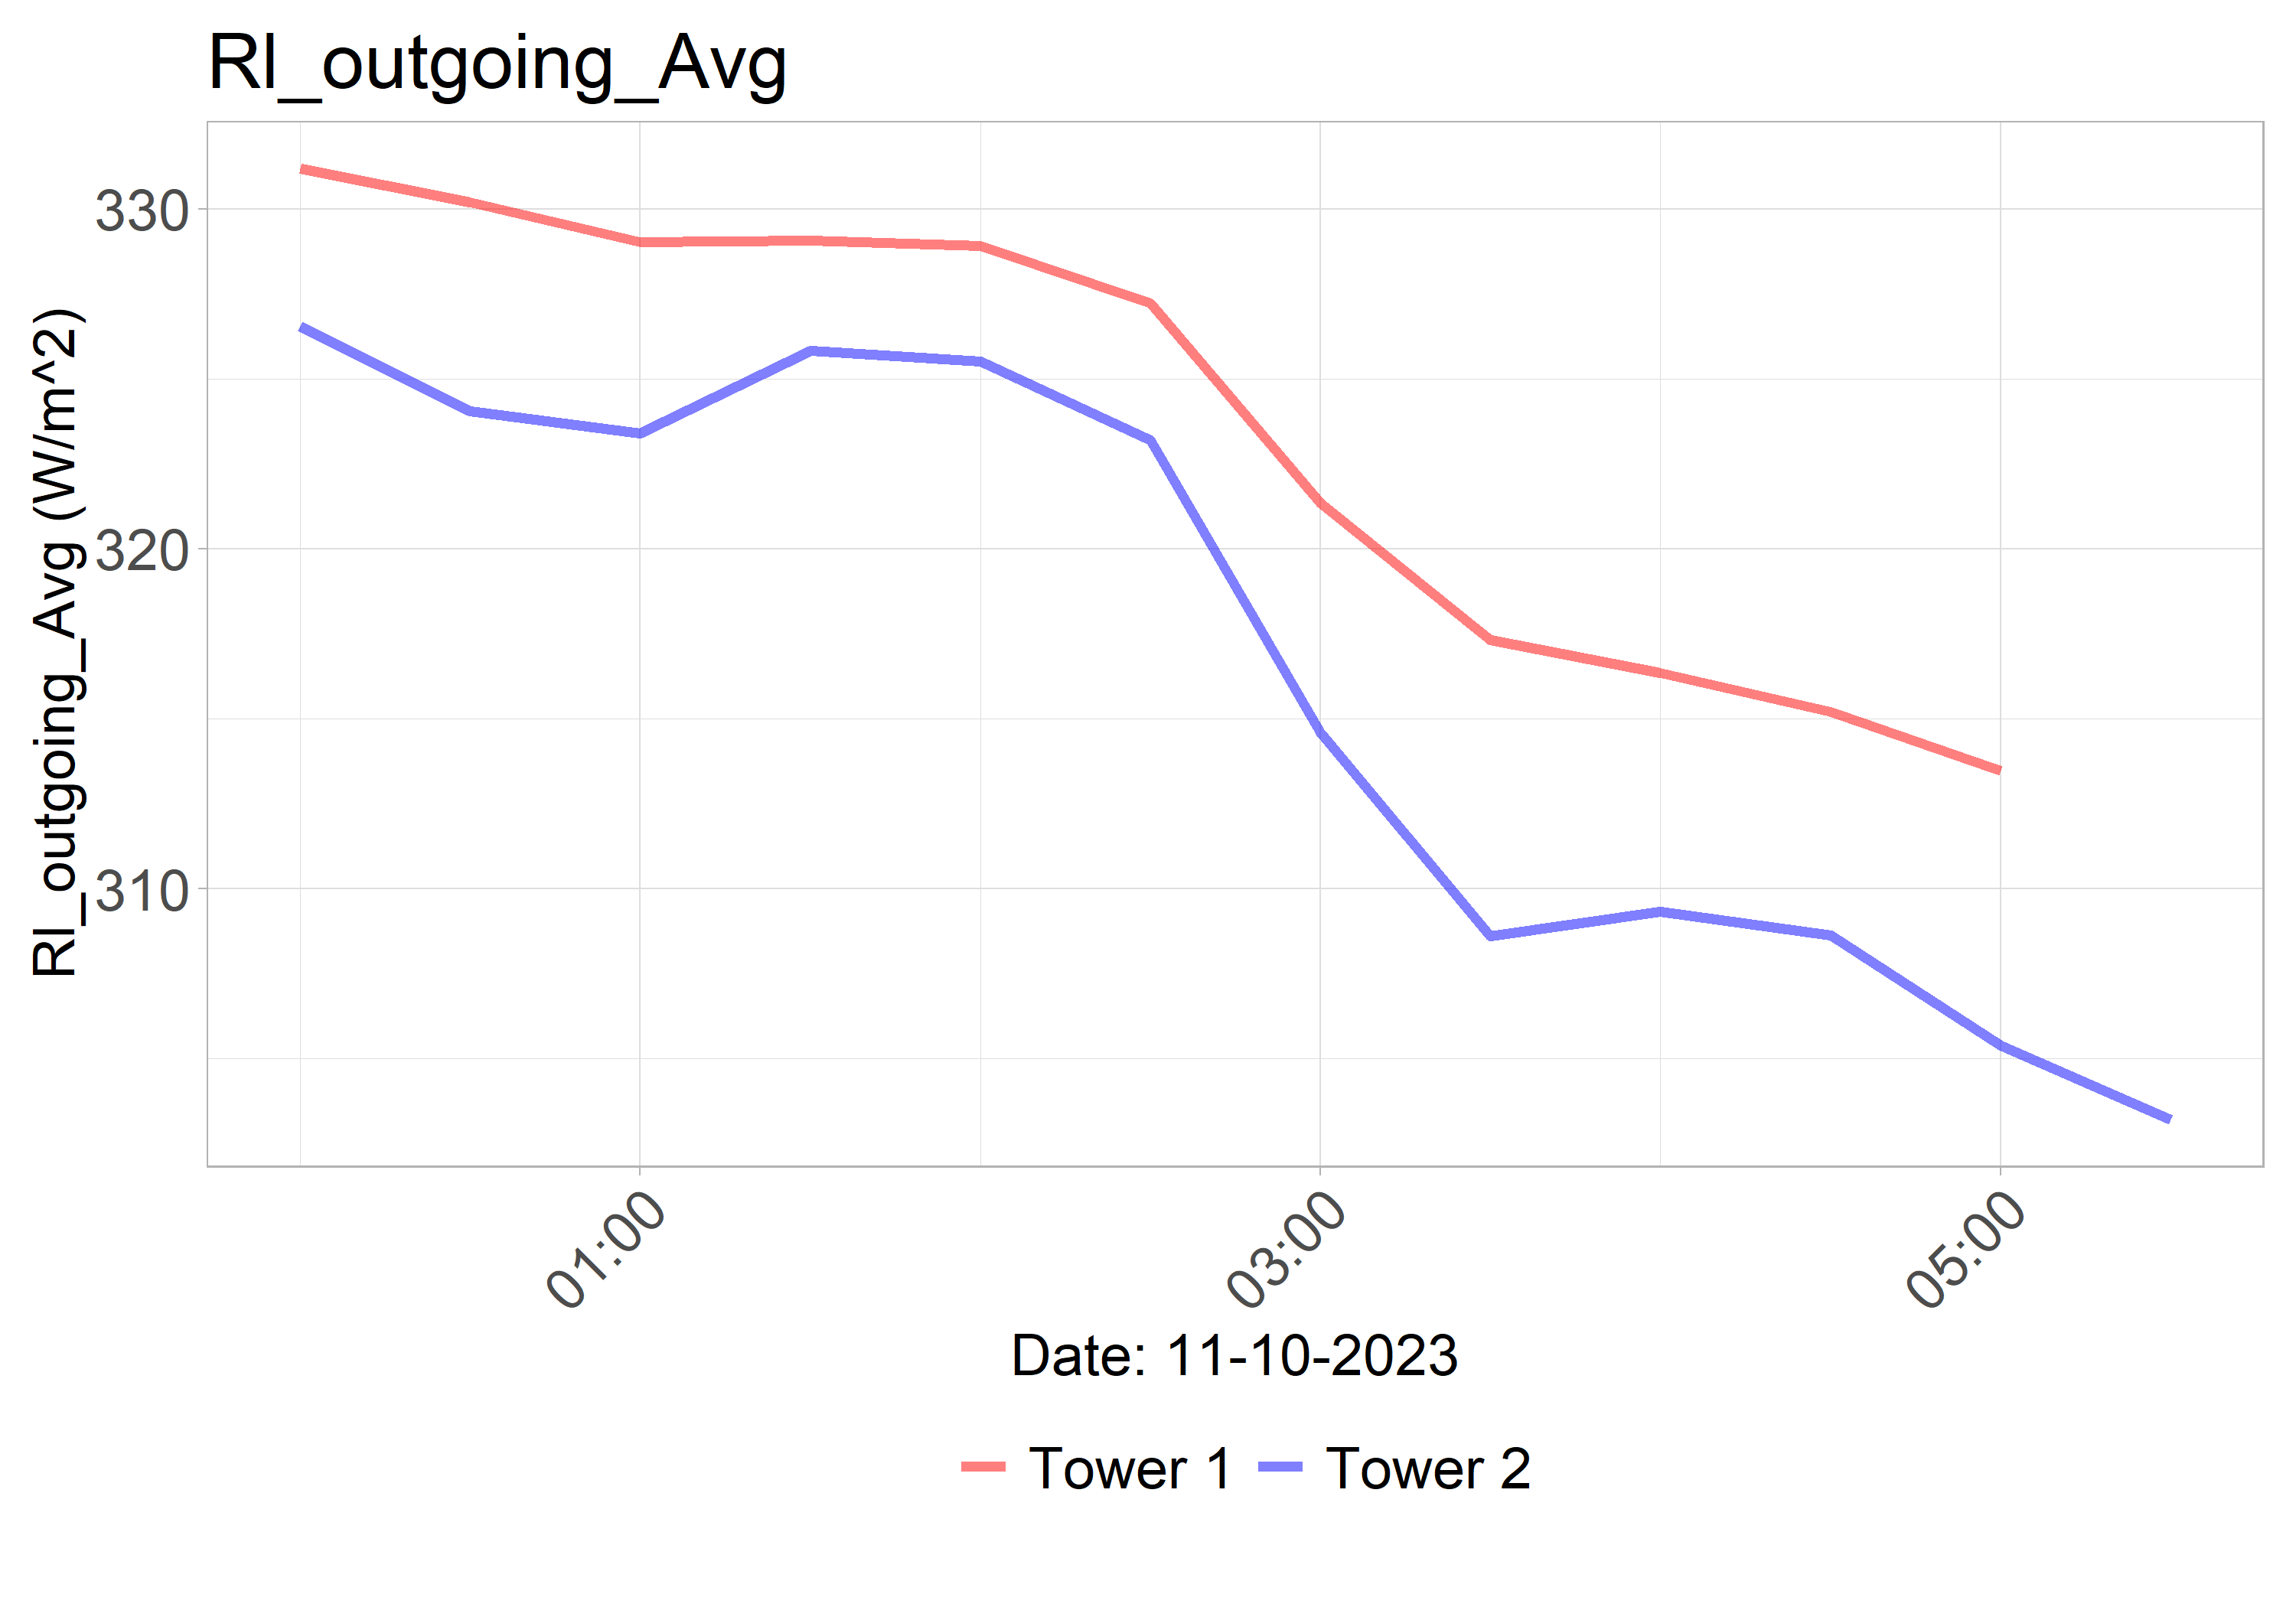 Rl_outgoing_Avg
Rl_outgoing_Avg (W/m^2)
330
320
310
01:00
03:00
05:00
Date: 11-10-2023
Tower 1
Tower 2